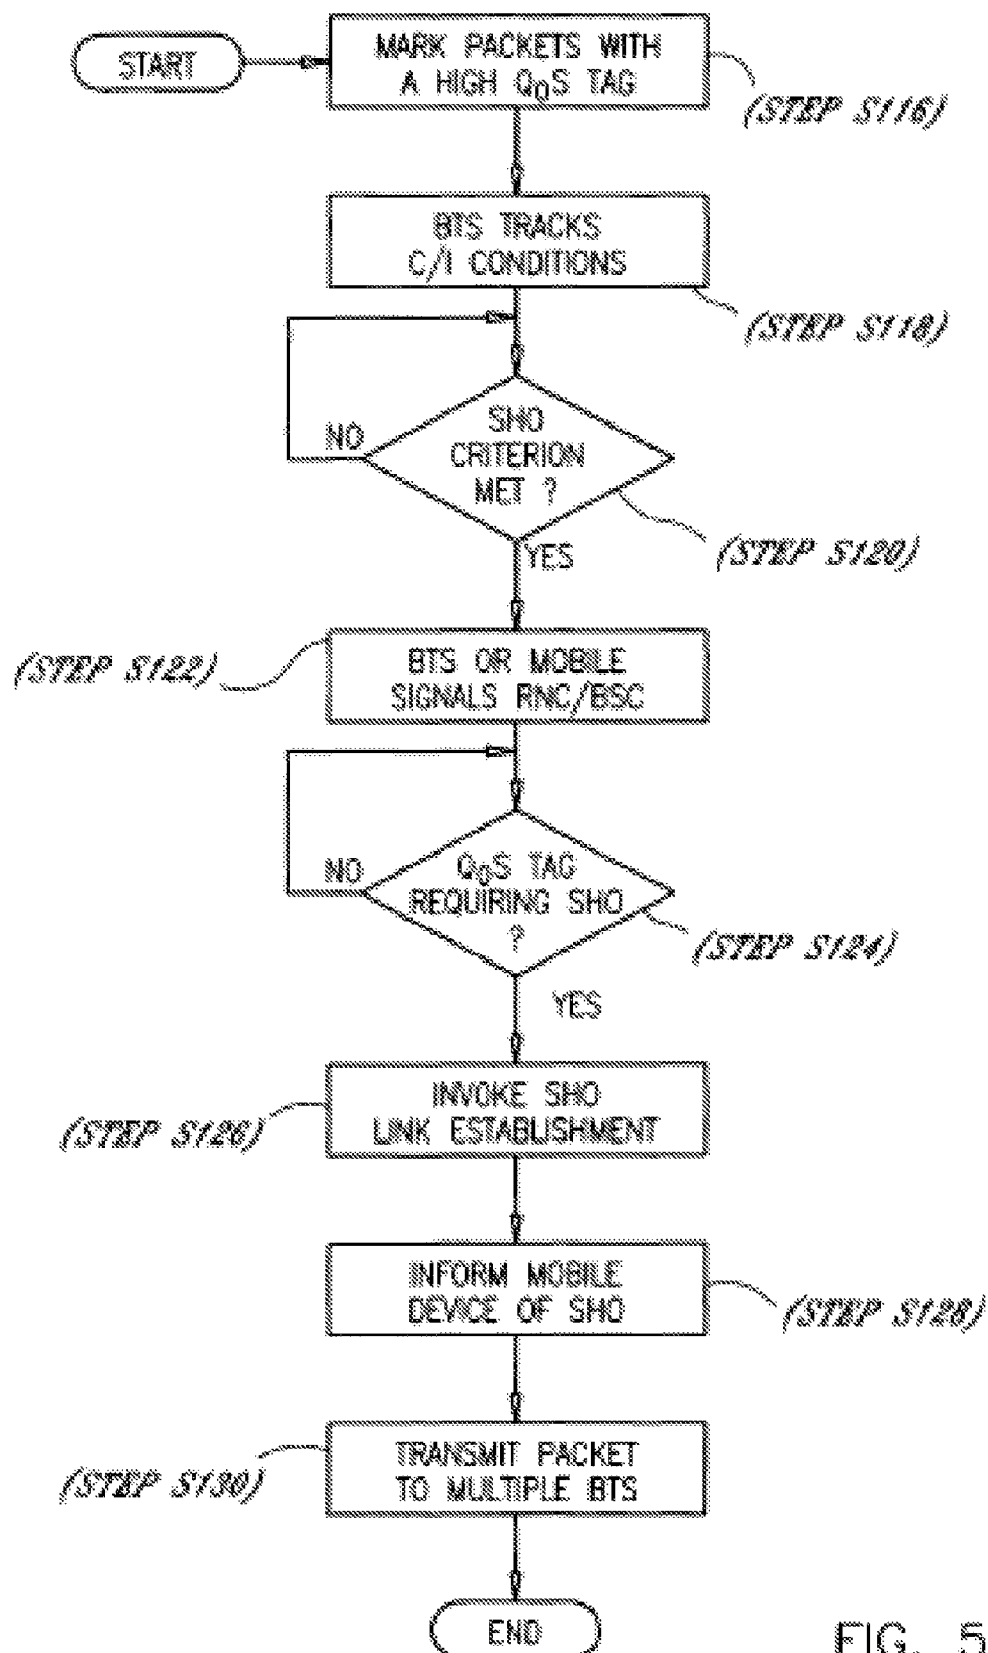 START
MARK PACKETS WITH
A HIGH QoS TAG
(STEP S116)
BTS TRACKS
C/I CONDITIONS
(STEP S118)
SHO
CRITERION
MET ?
NO
(STEP S120)
YES
(STEP S122)
BTS OR MOBILE
SIGNALS RNC/BSC
QoS TAG
REQUIRING SHO
?
NO
(STEP S124)
YES
INVOKE SHO
LINK ESTABLISHMENT
(STEP S126)
INFORM MOBILE
DEVICE OF SHO
(STEP S128)
TRANSMIT PACKET
TO MULTIPLE BTS
(STEP S130)
END
FIG. 5